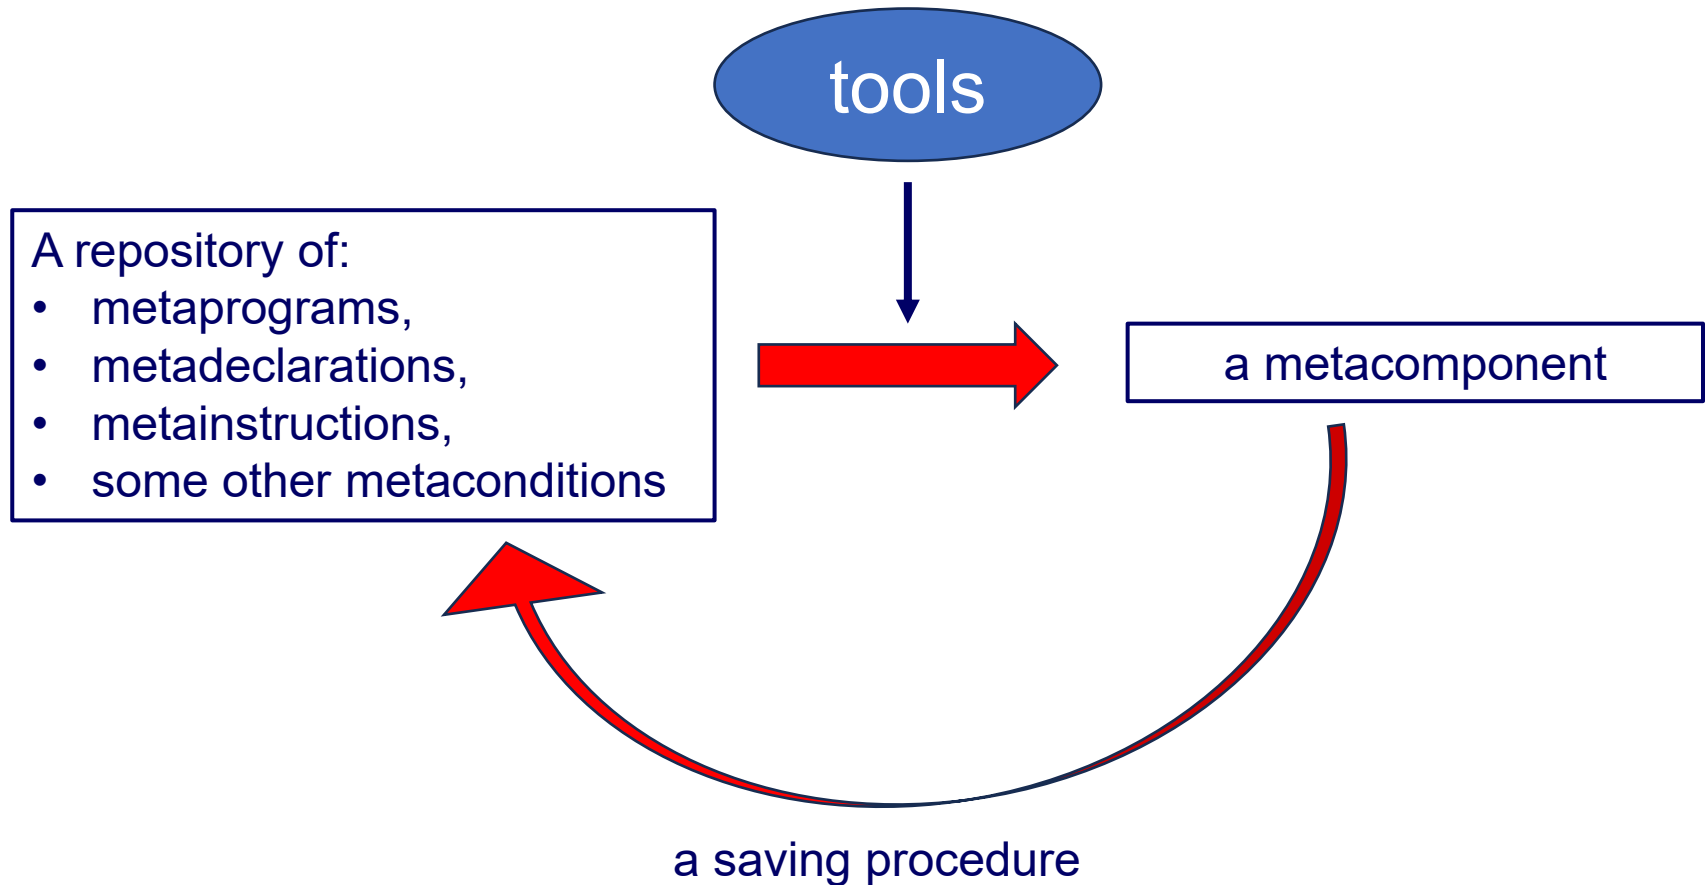 tools
A repository of:
• metaprograms,
• metadeclarations,
• metainstructions,
• some other metaconditions
a metacomponent
a saving procedure